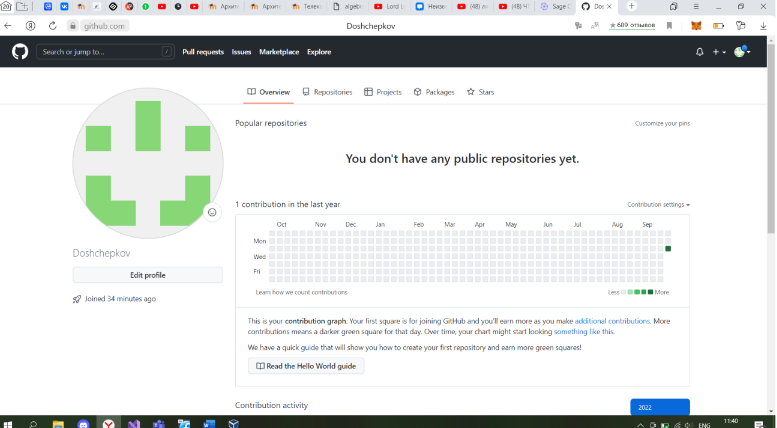 Архи
Архи
Телек
algebr
Lord L
(48) ж
(48) Ч
Sage C
Dos
github.com
Doshchepkov
689 отзывов
Search or jump to...
/
Pull requests
Issues
Marketplace
Explore
Overview
Repositories
Projects
Packages
Stars
Popular repositories
Customize your pins
You don't have any public repositories yet.
1 contribution in the last year
Contribution settings
Oct Nov Dec Jan Feb Mar Apr May Jun Jul Aug Sep
Mon
Wed
Fri
Learn how we count contributions
Less More
Doshchepkov
Edit profile
Joined 34 minutes ago
This is your contribution graph. Your first square is for joining GitHub and you'll earn more as you make additional contributions. More
contributions means a darker green square for that day. Over time, your chart might start looking something like this.
We have a quick guide that will show you how to create your first repository and earn more green squares!
Read the Hello World guide
Contribution activity
2022
ENG
11:40